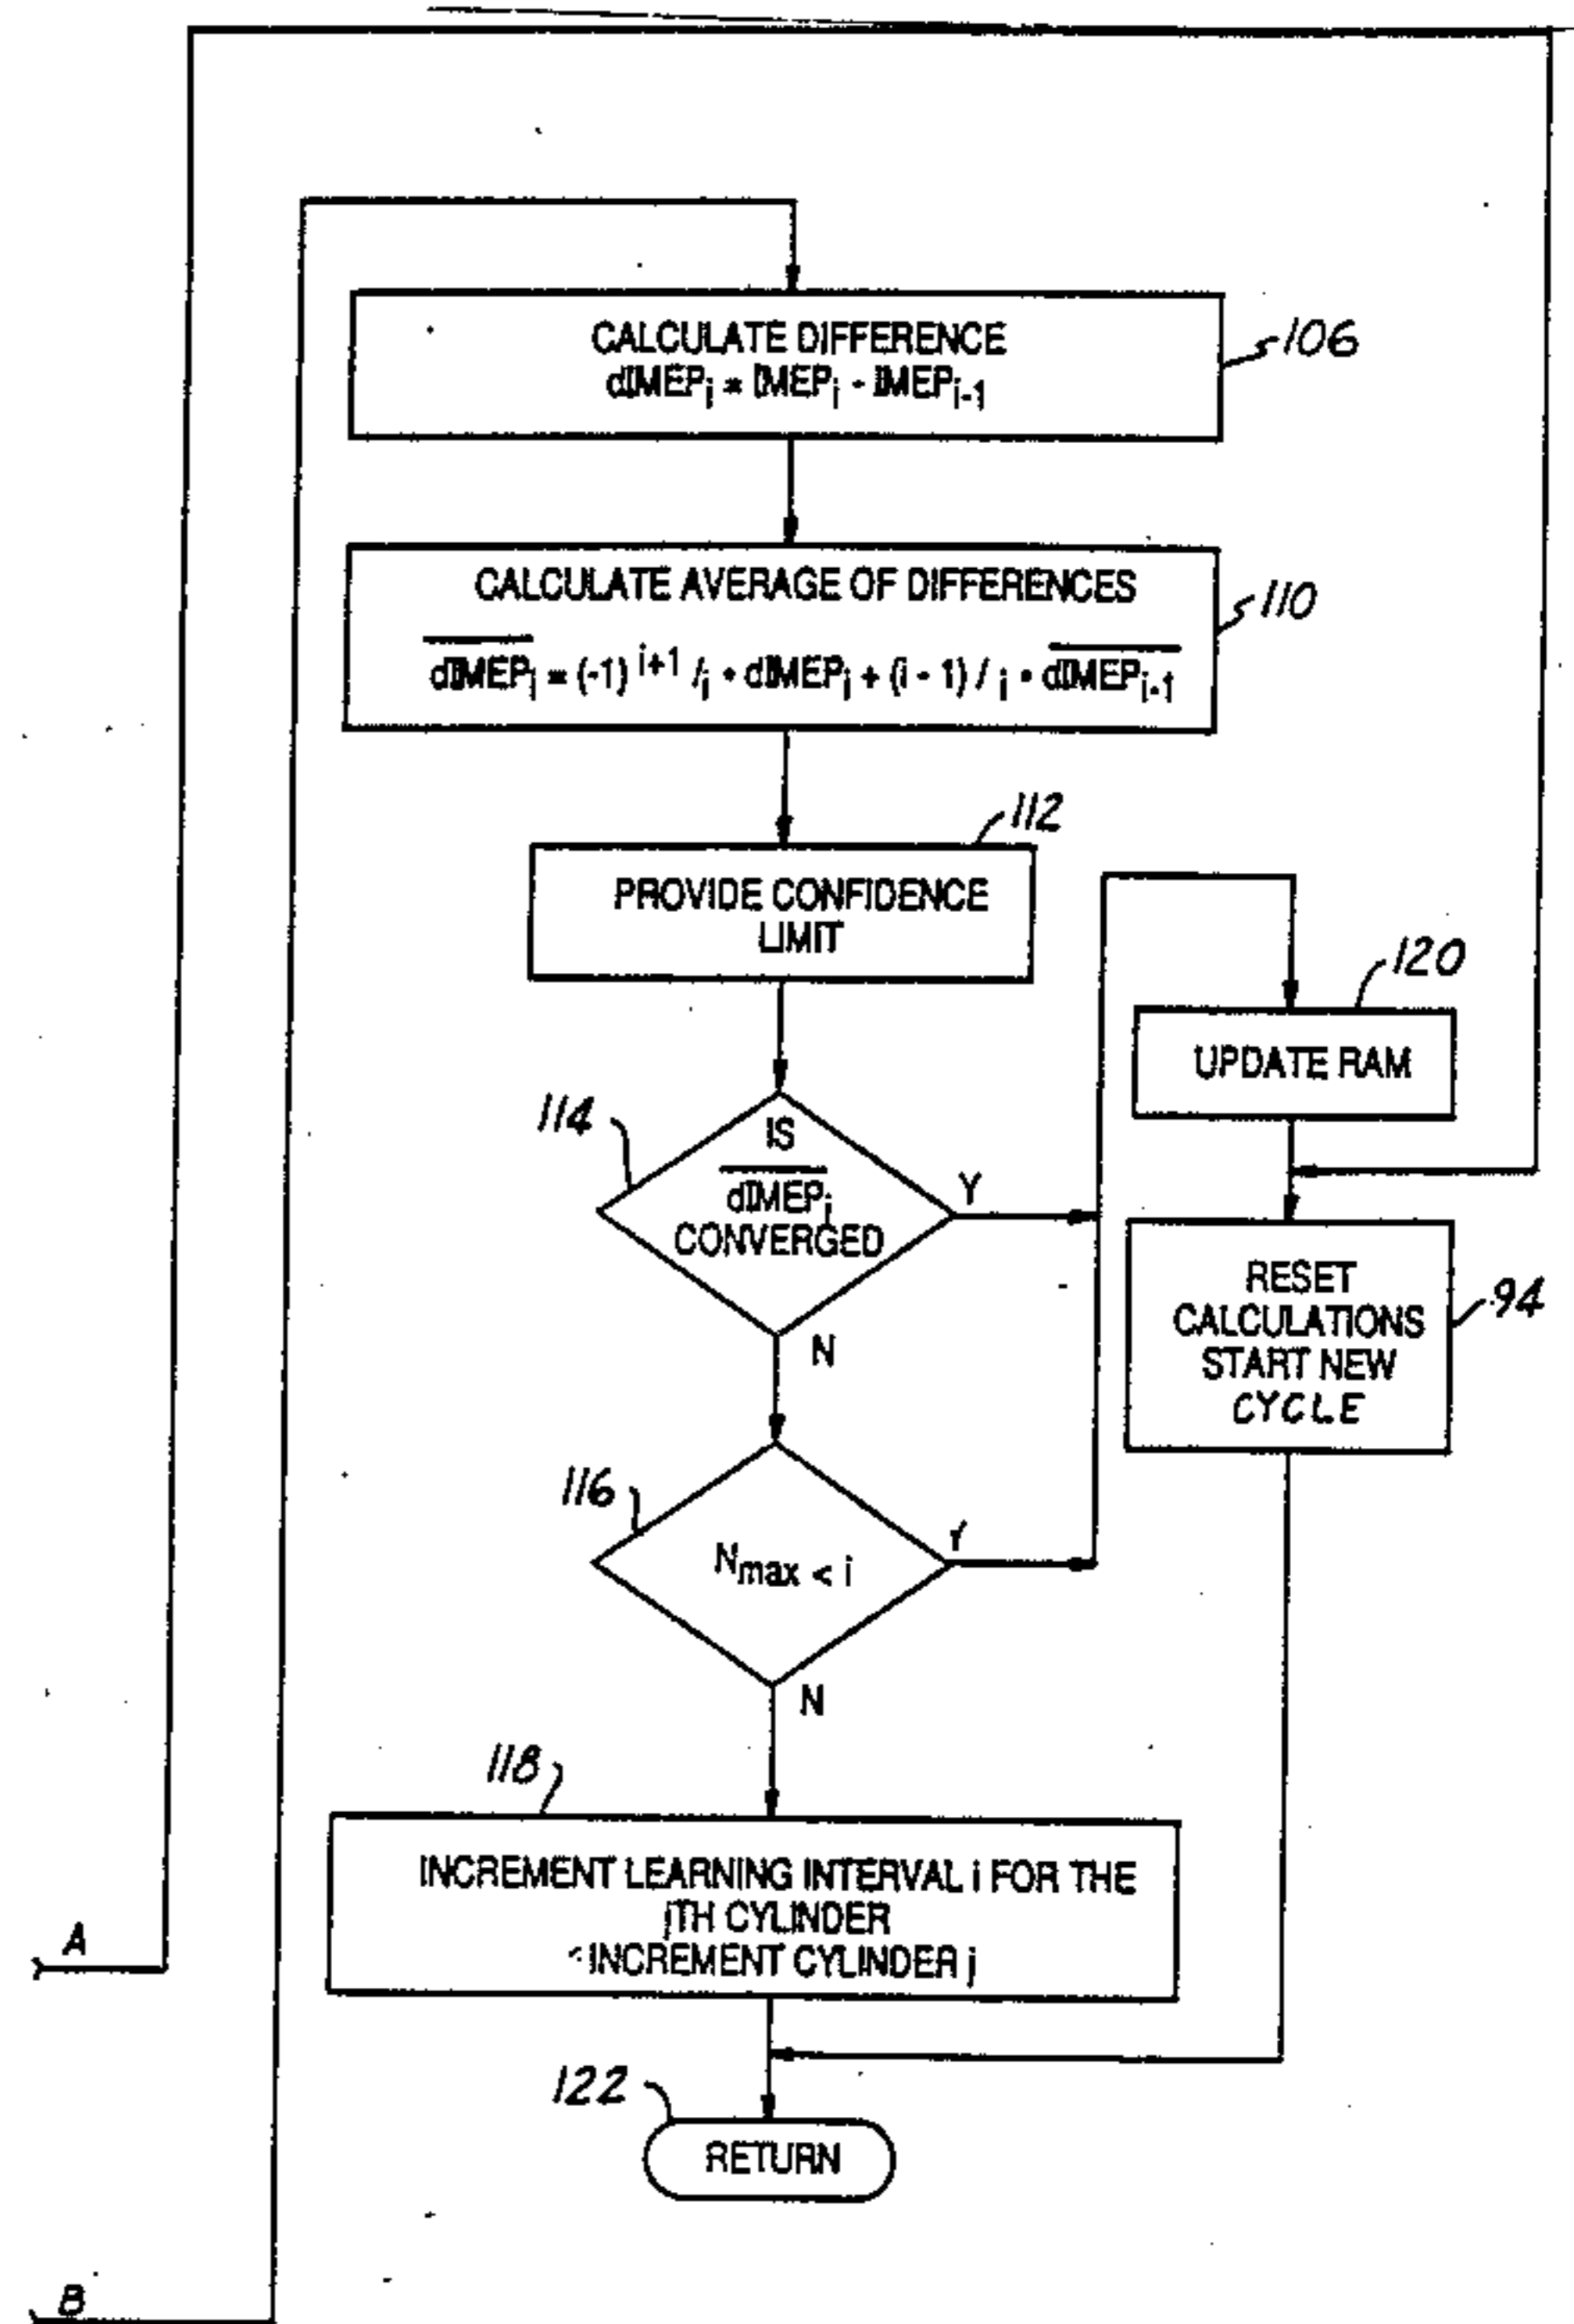 CALCULATE DIFFERENCE
dIMEPi = IMEPi - IMEPi-1
106
CALCULATE AVERAGE OF DIFFERENCES
dIMEPi = (-1) i+1 /i • dIMEPi + (i - 1) / i • dIMEPi-1
110
PROVIDE CONFIDENCE
LIMIT
112
UPDATE RAM
120
IS
dIMEPi
CONVERGED
114
Y
N
RESET
CALCULATIONS
START NEW
CYCLE
94
Nmax < i
116
Y
N
INCREMENT LEARNING INTERVAL i FOR THE
jTH CYLINDER
INCREMENT CYLINDER j
118
A
RETURN
122
B